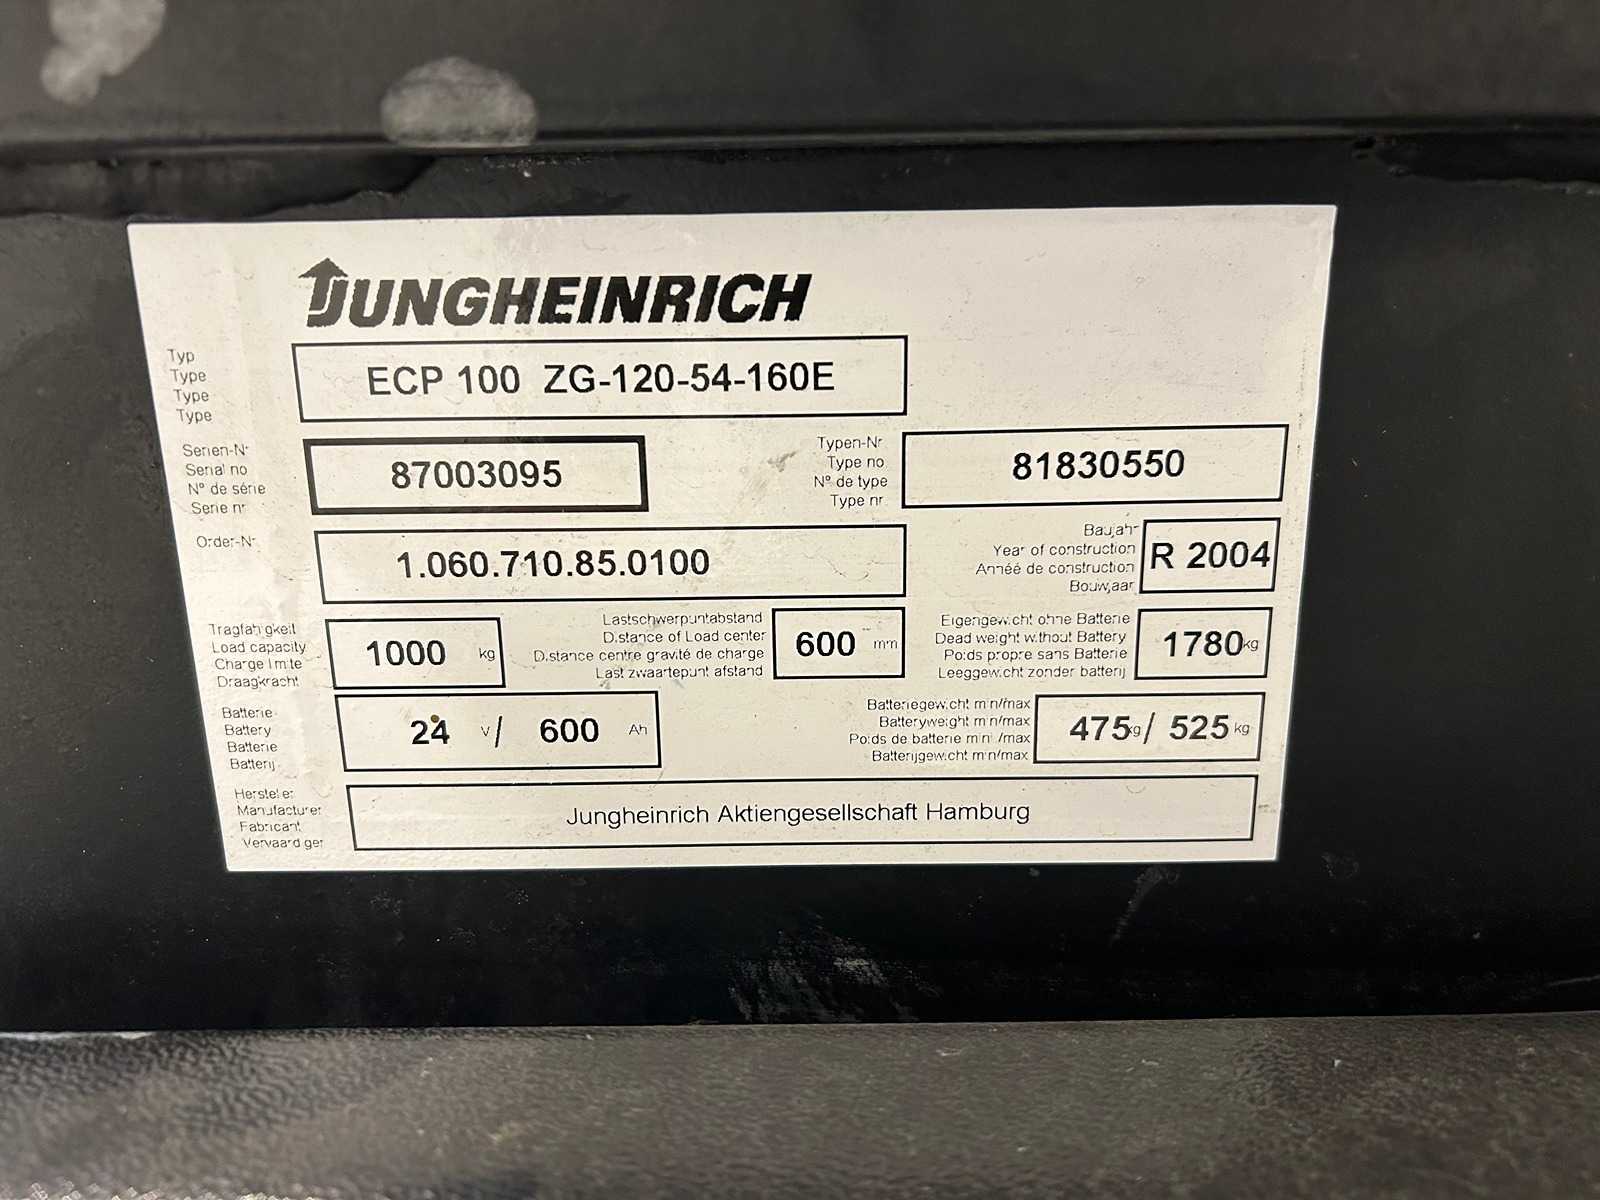 JUNGHEINRICH
Typ
Type
Type
Type
ECP 100 ZG-120-54-160E
Serien-Nr
Serial no
N° de série
Serie nr
87003095
Typen-Nr
Type no
N° de type
Type nr
81830550
Order-Nr
1.060.710.85.0100
Baujahr
Year of construction
Année de construction
Bouwjaar
R 2004
Tragfähigkeit
Load capacity
Charge limite
Draagkracht
1000 kg
Lastschwerpunktabstand
Distance of Load center
Distance centre gravité de charge
Last zwaartepunt afstand
600 mm
Eigengewicht ohne Batterie
Dead weight without Battery
Poids propre sans Batterie
Leeggewicht zonder batterij
1780 kg
Batterie
Battery
Batterie
Batterij
24 V / 600 Ah
Batteriegewicht min/max
Batteryweight min/max
Poids de batterie mini /max
Batterijgewicht min/max
475 kg / 525 kg
Hersteller
Manufacturer
Fabricant
Vervaardiger
Jungheinrich Aktiengesellschaft Hamburg